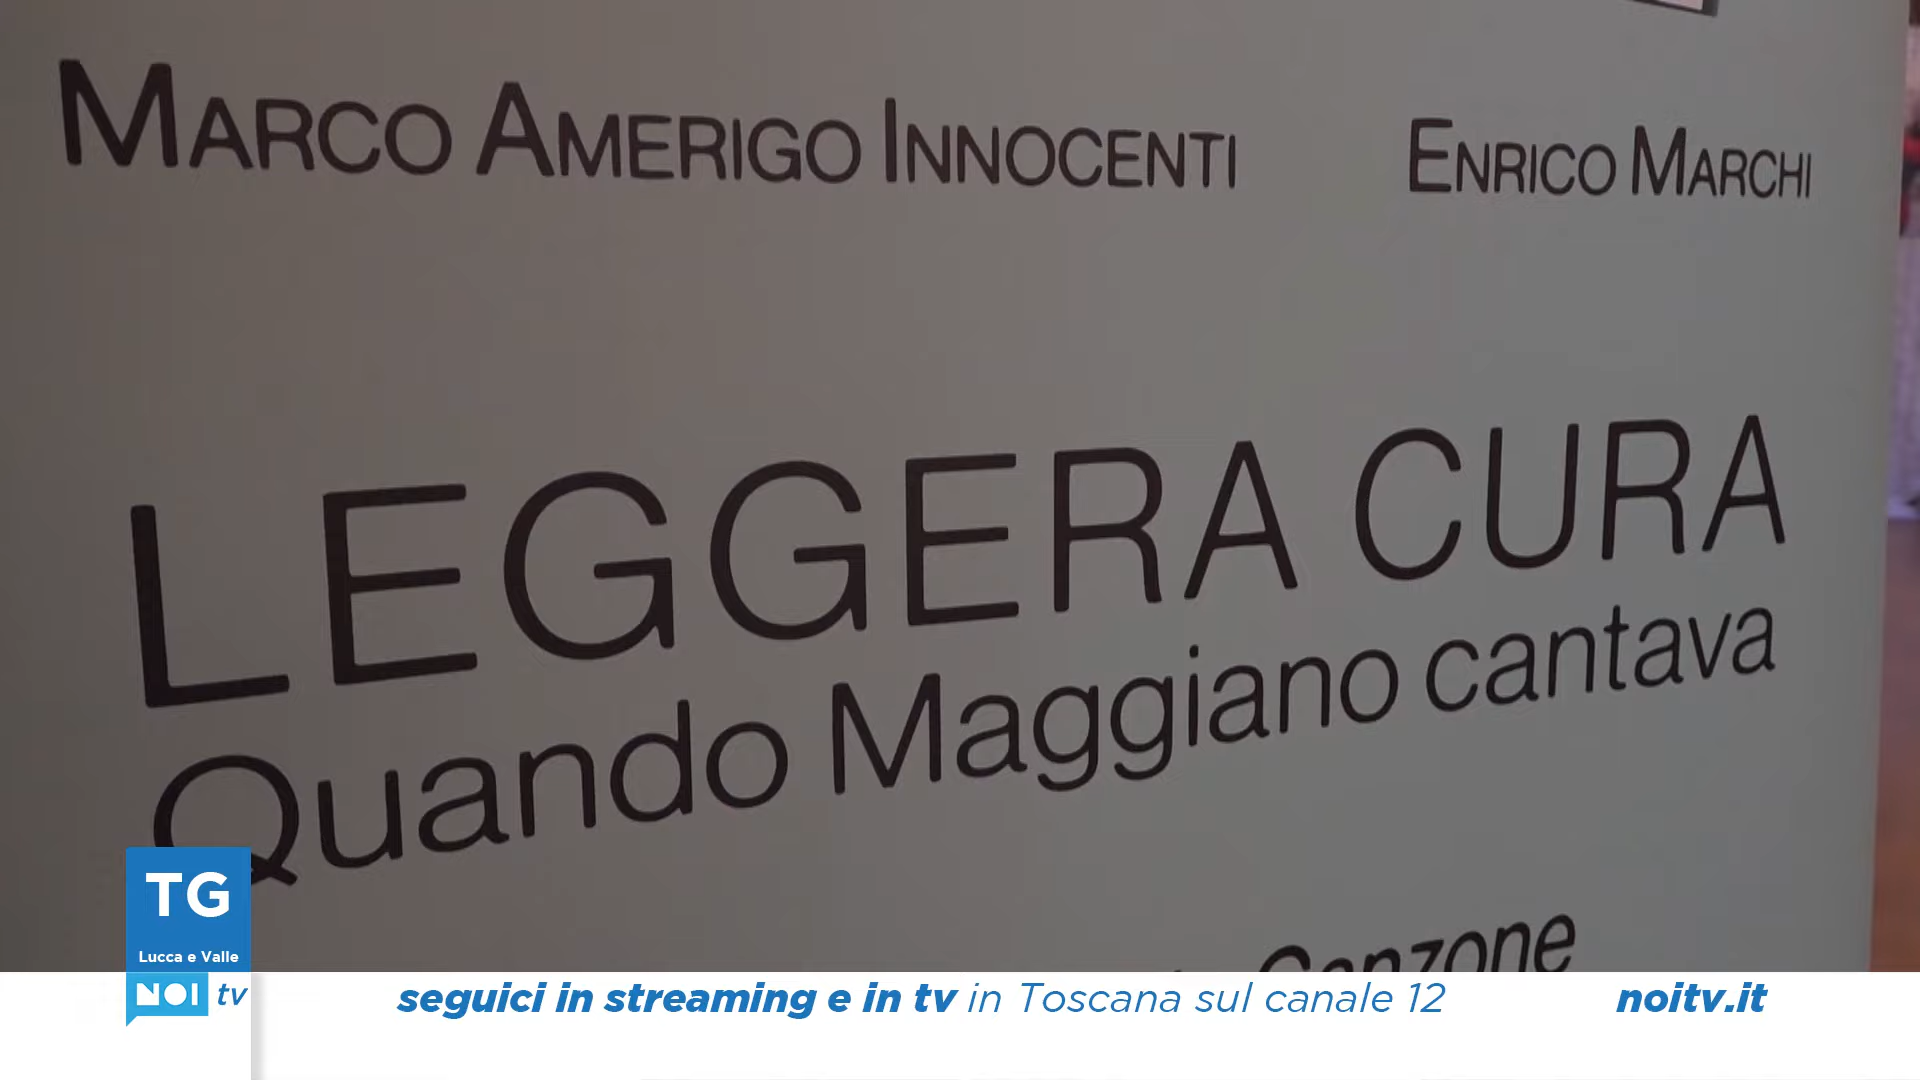 MARCO AMERIGO INNOCENTI ENRICO MARCHI
LEGGERA CURA
Quando Maggiano cantava
Canzone
TG
Lucca e Valle
NOI tv
seguici in streaming e in tv in Toscana sul canale 12 noitv.it